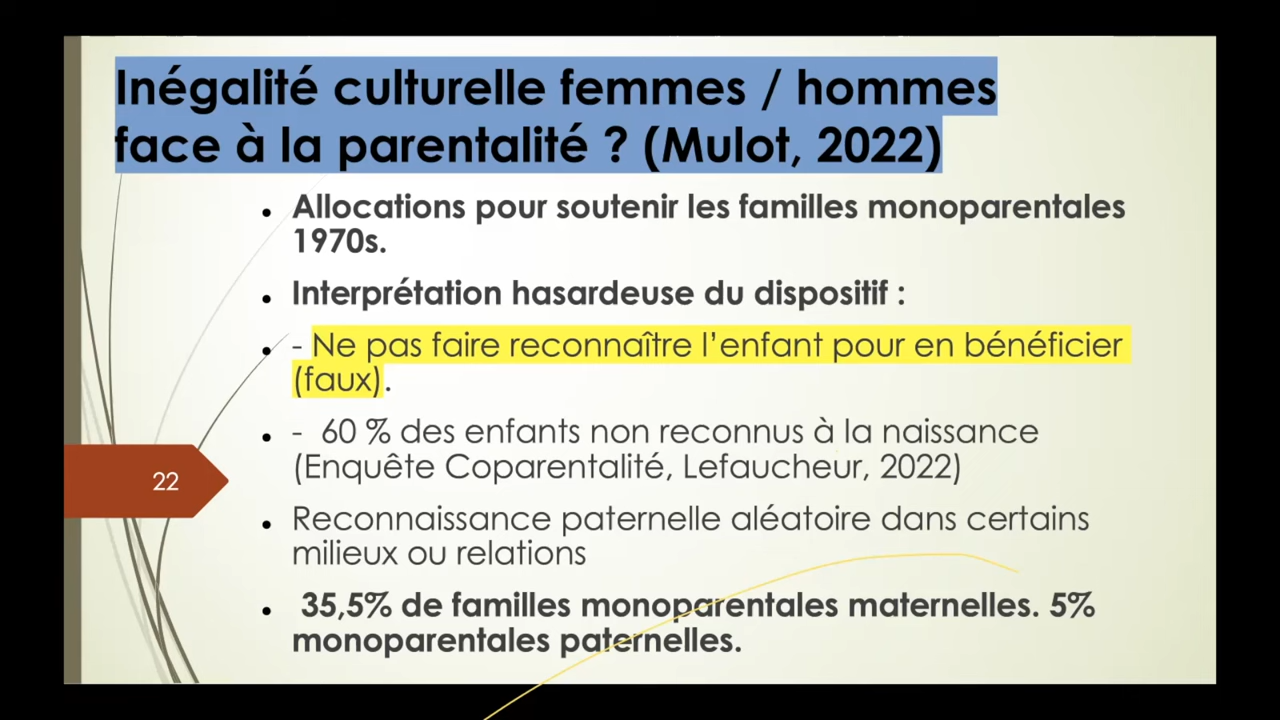 Inégalité culturelle femmes / hommes
face à la parentalité ? (Mulot, 2022)
• Allocations pour soutenir les familles monoparentales
1970s.
• Interprétation hasardeuse du dispositif :
• - Ne pas faire reconnaître l’enfant pour en bénéficier
(faux).
• - 60 % des enfants non reconnus à la naissance
(Enquête Coparentalité, Lefaucheur, 2022)
22
• Reconnaissance paternelle aléatoire dans certains
milieux ou relations
• 35,5% de familles monoparentales maternelles. 5%
monoparentales paternelles.